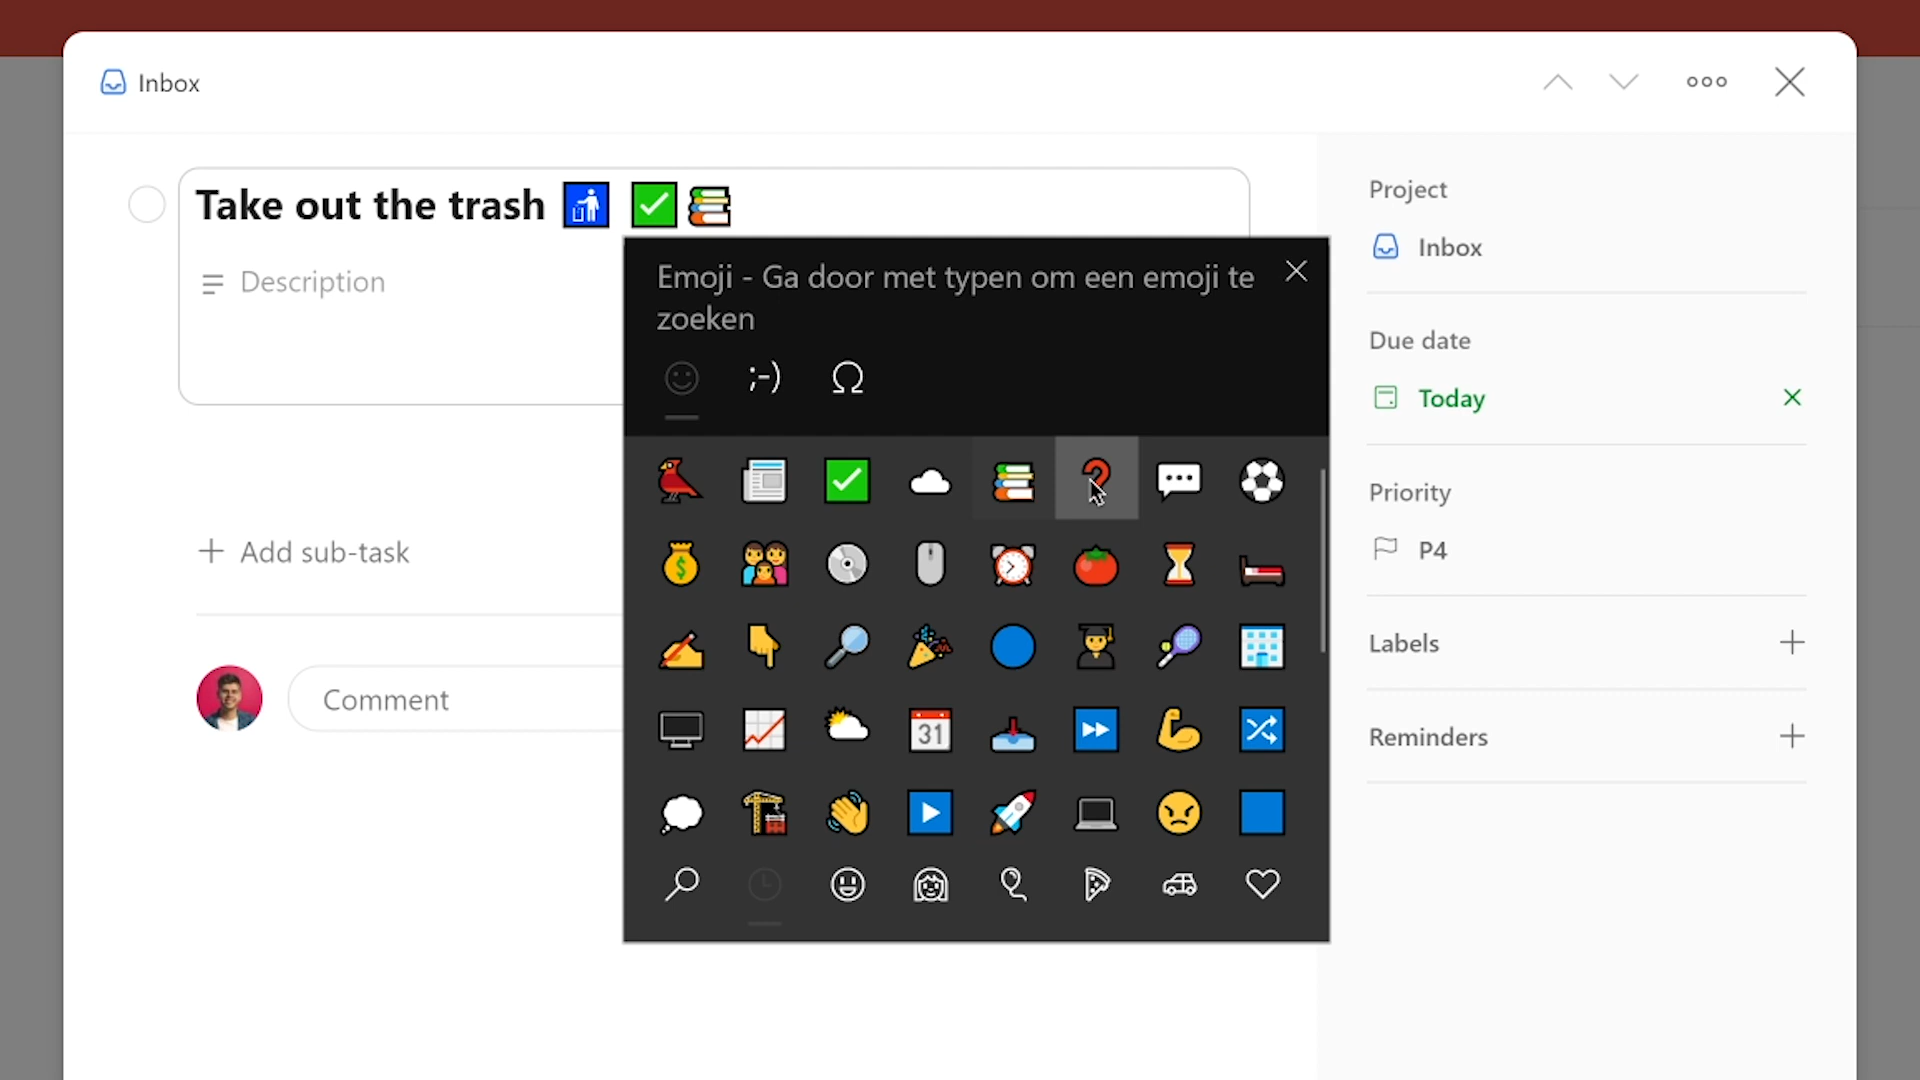 Inbox
Take out the trash
Description
Add sub-task
Comment
Emoji - Ga door met typen om een emoji te
zoeken
;-)
Ω
31
Project
Inbox
Due date
Today
Priority
P4
Labels
Reminders